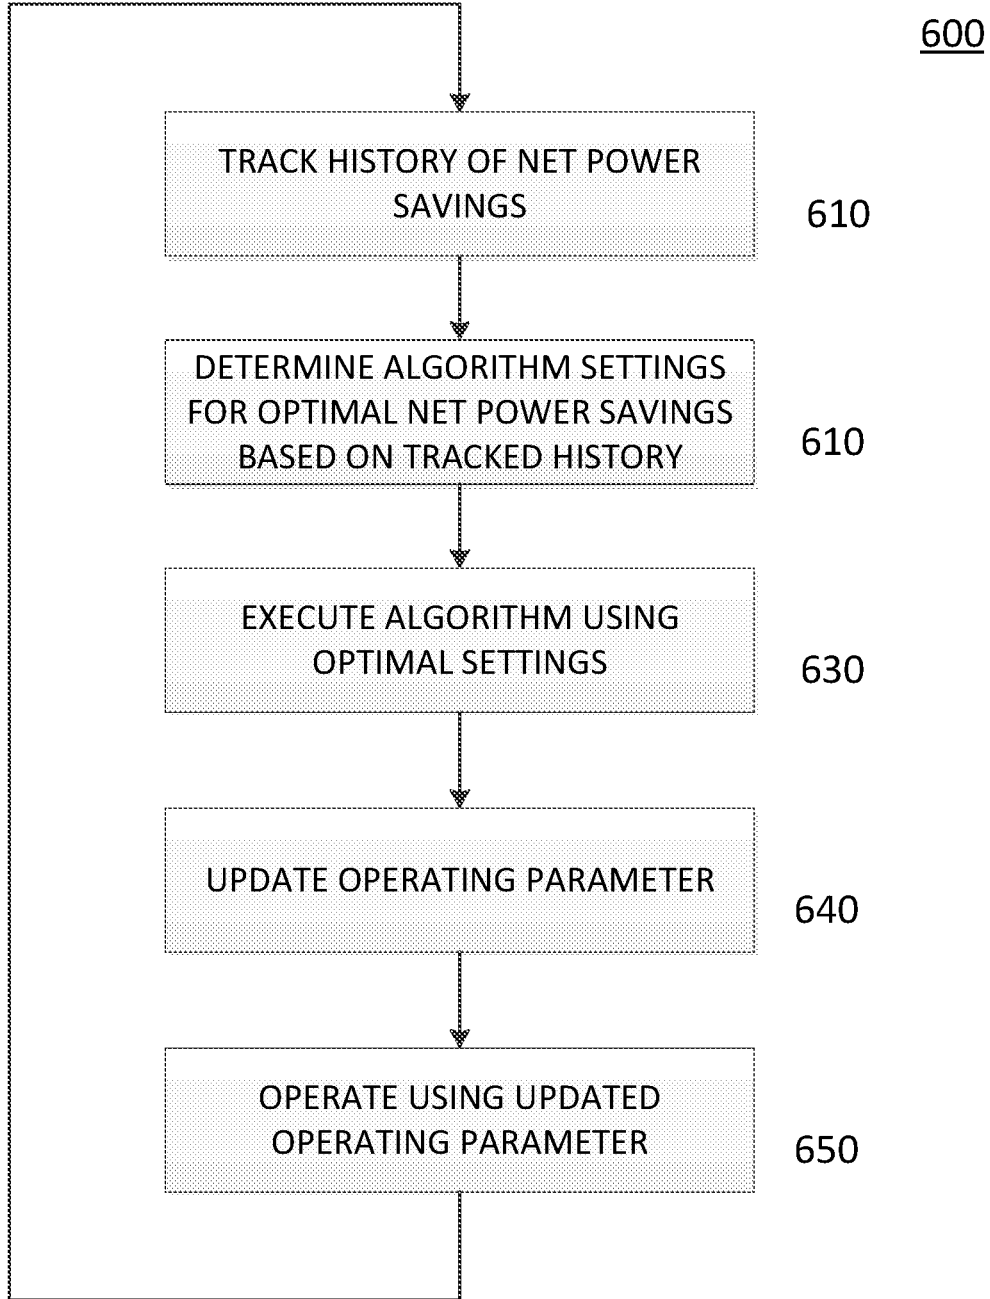 600
TRACK HISTORY OF NET POWER
SAVINGS
610
DETERMINE ALGORITHM SETTINGS
FOR OPTIMAL NET POWER SAVINGS
BASED ON TRACKED HISTORY
610
EXECUTE ALGORITHM USING
OPTIMAL SETTINGS
630
UPDATE OPERATING PARAMETER
640
OPERATE USING UPDATED
OPERATING PARAMETER
650